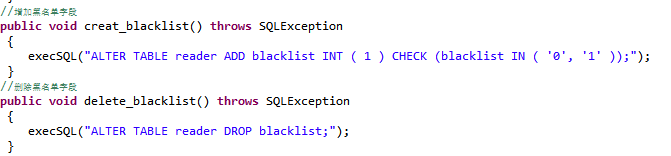 //增加黑名单字段
public void creat_blacklist() throws SQLException
{
execSQL("ALTER TABLE reader ADD blacklist INT ( 1 ) CHECK (blacklist IN ( '0', '1' ));");
}
//删除黑名单字段
public void delete_blacklist() throws SQLException
{
execSQL("ALTER TABLE reader DROP blacklist;");
}